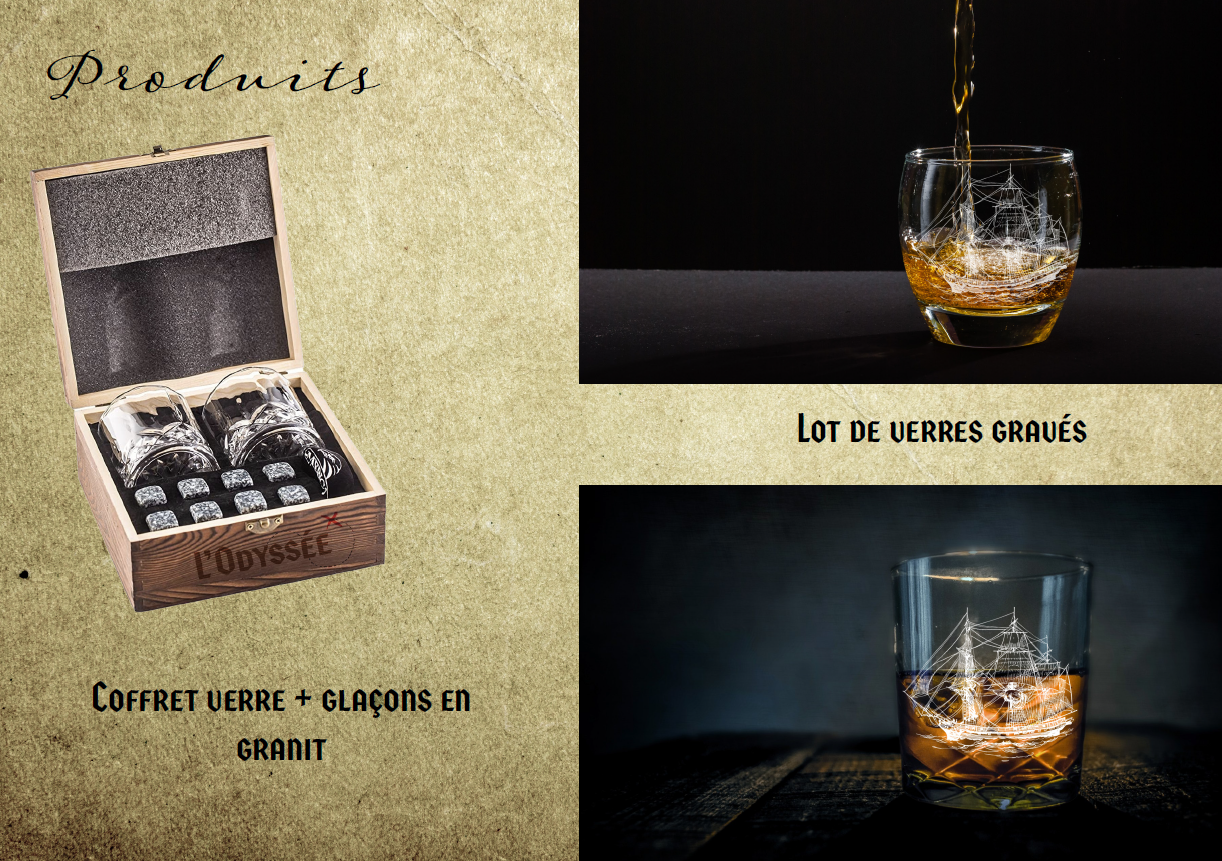 Produits
L'Odyssée
Coffret verre + glaçons en
granit
Lot de verres gravés